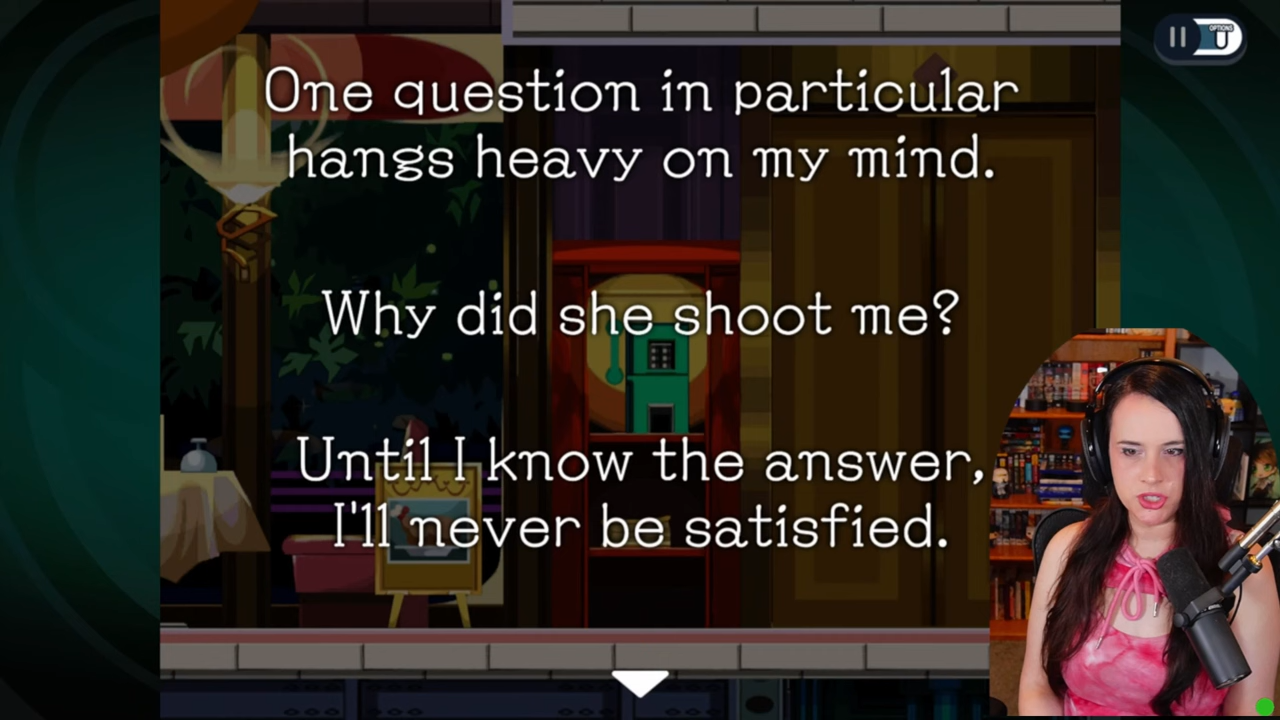 OPTIONS
One question in particular
hangs heavy on my mind.
Why did she shoot me?
Until I know the answer,
I'll never be satisfied.